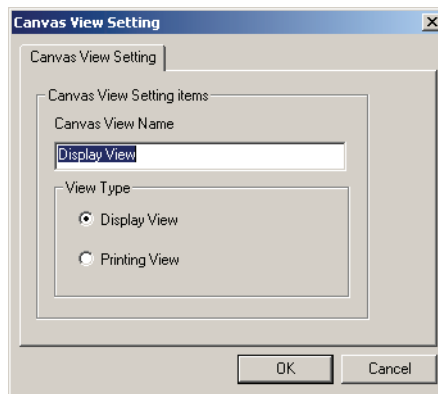 Canvas View Setting
Canvas View Setting
Canvas View Setting items
Canvas View Name
Display View
View Type
Display View
Printing View
OK Cancel